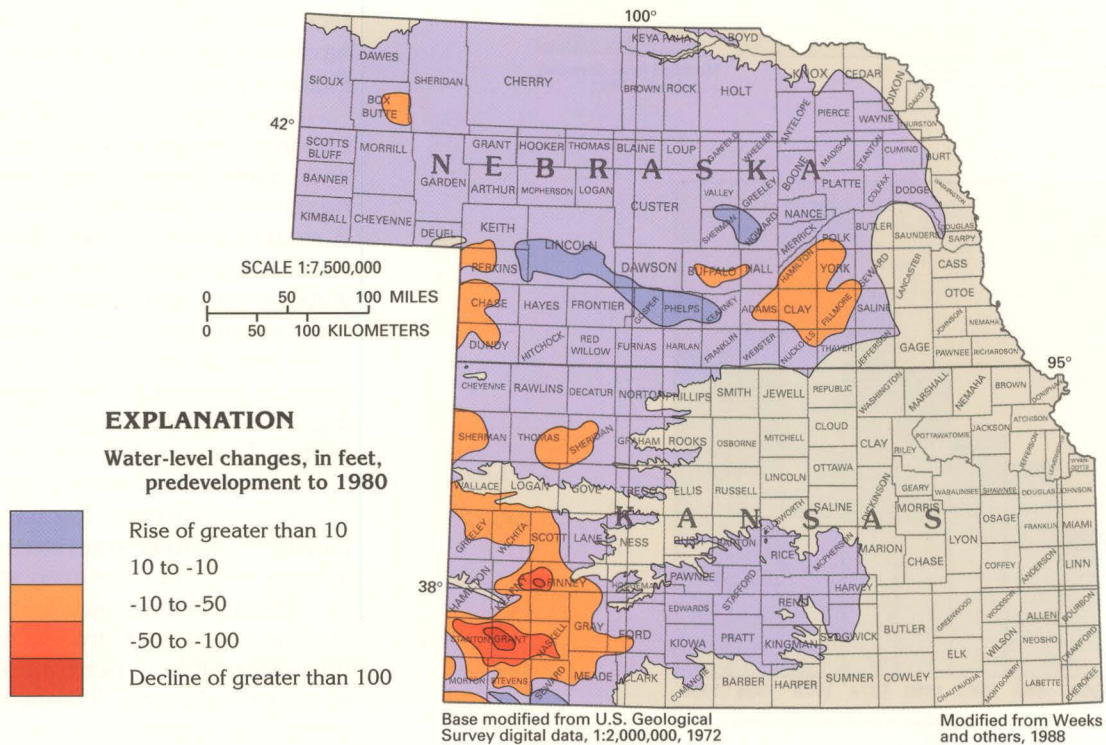 100°
KEYA PAHA
BOYD
DAWES
SIOUX
SHERIDAN
CHERRY
BROWN
ROCK
HOLT
KNOX
CEDAR
DIXON
DAKOTA
BOX
BUTTE
ANTELOPE
PIERCE
WAYNE
THURSTON
42°
SCOTTS
BLUFF
MORRILL
GRANT
HOOKER
THOMAS
BLAINE
LOUP
GARFIELD
WHEELER
MADISON
STANTON
CUMING
BURT
NEBRASKA
BANNER
GARDEN
ARTHUR
MCPHERSON
LOGAN
CUSTER
VALLEY
GREELEY
BOONE
PLATTE
COLFAX
DODGE
WASHINGTON
KIMBALL
CHEYENNE
DEUEL
KEITH
LINCOLN
SHERMAN
HOWARD
NANCE
MERRICK
POLK
BUTLER
SAUNDERS
DOUGLAS
SARPY
SCALE 1:7,500,000
PERKINS
DAWSON
BUFFALO
HALL
HAMILTON
YORK
SEWARD
LANCASTER
CASS
OTOE
0 50 100 MILES
0 50 100 KILOMETERS
CHASE
HAYES
FRONTIER
GOSPER
PHELPS
KEARNEY
ADAMS
CLAY
FILLMORE
SALINE
JOHNSON
NEMAHA
DUNDY
HITCHOCK
RED
WILLOW
FURNAS
HARLAN
FRANKLIN
WEBSTER
NUCKOLLS
THAYER
JEFFERSON
GAGE
PAWNEE
RICHARDSON
95°
CHEYENNE
RAWLINS
DECATUR
NORTON
PHILLIPS
SMITH
JEWELL
REPUBLIC
WASHINGTON
MARSHALL
NEMAHA
BROWN
DONIPHAN
EXPLANATION
Water-level changes, in feet,
predevelopment to 1980
SHERMAN
THOMAS
SHERIDAN
GRAHAM
ROOKS
OSBORNE
MITCHELL
CLOUD
CLAY
RILEY
POTTAWATOMIE
JACKSON
ATCHISON
JEFFERSON
LEAVENWORTH
WYAN-
DOTTE
WALLACE
LOGAN
GOVE
TREGO
ELLIS
RUSSELL
LINCOLN
OTTAWA
SALINE
DICKINSON
GEARY
MORRIS
WABAUNSEE
SHAWNEE
DOUGLAS
JOHNSON
KANSAS
Rise of greater than 10
10 to -10
-10 to -50
-50 to -100
Decline of greater than 100
GREELEY
WICHITA
SCOTT
LANE
NESS
RUSH
BARTON
ELLSWORTH
RICE
MCPHERSON
MARION
CHASE
LYON
OSAGE
FRANKLIN
MIAMI
COFFEY
ANDERSON
LINN
38°
HAMILTON
KEARNY
FINNEY
HODGEMAN
PAWNEE
STAFFORD
RENO
HARVEY
EDWARDS
STANTON
GRANT
HASKELL
GRAY
FORD
KIOWA
PRATT
KINGMAN
SEDGWICK
BUTLER
GREENWOOD
WOODSON
ALLEN
BOURBON
ELK
WILSON
NEOSHO
CRAWFORD
MORTON
STEVENS
SEWARD
MEADE
CLARK
COMANCHE
BARBER
HARPER
SUMNER
COWLEY
CHAUTAUQUA
MONTGOMERY
LABETTE
CHEROKEE
Base modified from U.S. Geological
Survey digital data, 1:2,000,000, 1972
Modified from Weeks
and others, 1988